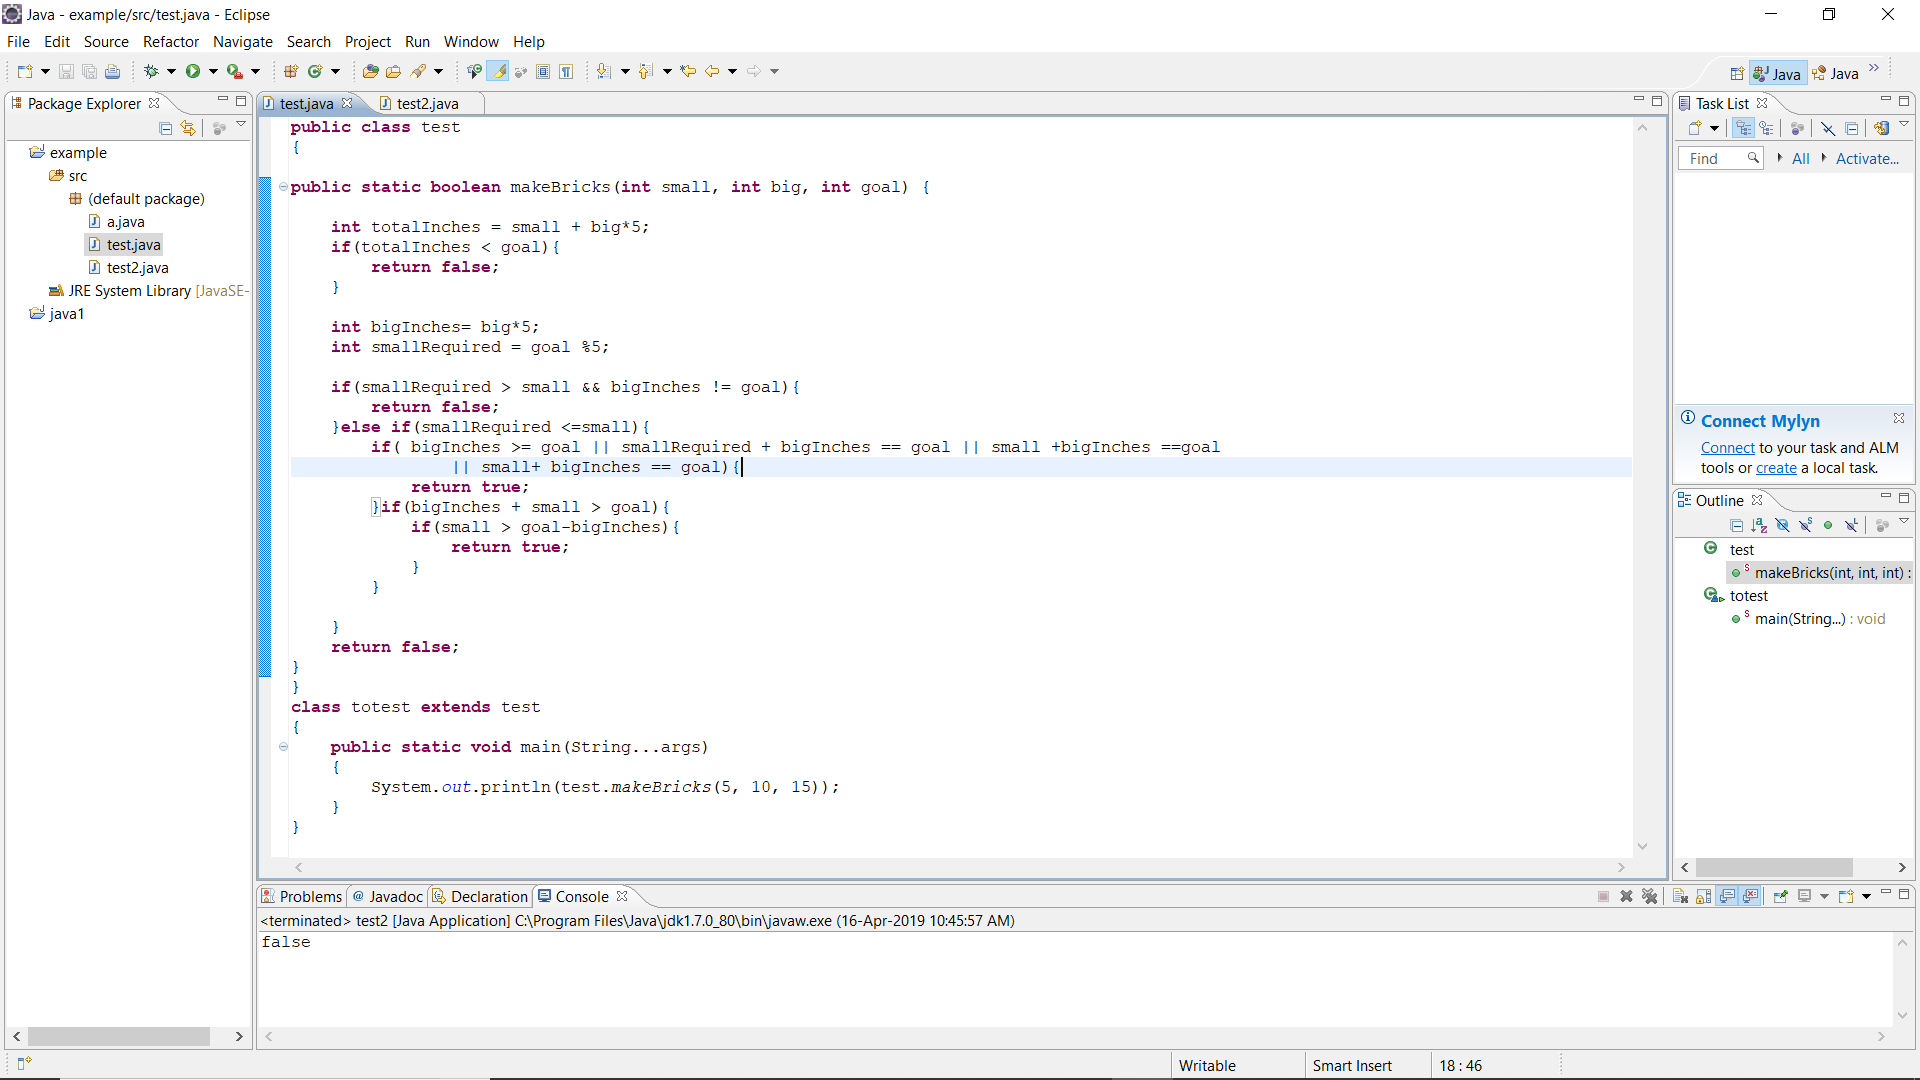 Java - example/src/test.java - Eclipse
File Edit Source Refactor Navigate Search Project Run Window Help
Java Java »
Package Explorer
example
src
(default package)
a.java
test.java
test2.java
JRE System Library [JavaSE-
java1
test.java test2.java
public class test
{
public static boolean makeBricks(int small, int big, int goal) {
int totalInches = small + big*5;
if(totalInches < goal){
return false;
}
int bigInches= big*5;
int smallRequired = goal %5;
if(smallRequired > small && bigInches != goal){
return false;
}else if(smallRequired <=small){
if( bigInches >= goal || smallRequired + bigInches == goal || small +bigInches ==goal
|| small+ bigInches == goal){
return true;
}if(bigInches + small > goal){
if(small > goal-bigInches){
return true;
}
}
}
return false;
}
}
class totest extends test
{
public static void main(String...args)
{
System.out.println(test.makeBricks(5, 10, 15));
}
}
Task List
Find All Activate...
Connect Mylyn
Connect to your task and ALM
tools or create a local task.
Outline
test
makeBricks(int, int, int) :
totest
main(String...) : void
Problems @ Javadoc Declaration Console
<terminated> test2 [Java Application] C:\Program Files\Java\jdk1.7.0_80\bin\javaw.exe (16-Apr-2019 10:45:57 AM)
false
Writable Smart Insert 18 : 46